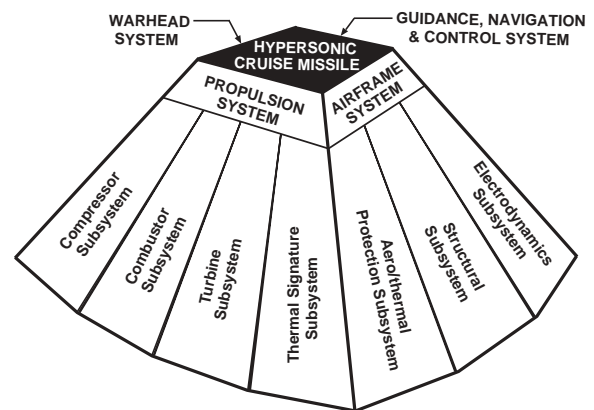 WARHEAD
SYSTEM
GUIDANCE, NAVIGATION
& CONTROL SYSTEM
HYPERSONIC
CRUISE MISSILE
PROPULSION
SYSTEM
AIRFRAME
SYSTEM
Compressor
Subsystem
Combustor
Subsystem
Turbine
Subsystem
Thermal Signature
Subsystem
Aero/thermal
Protection Subsystem
Structural
Subsystem
Electrodynamics
Subsystem